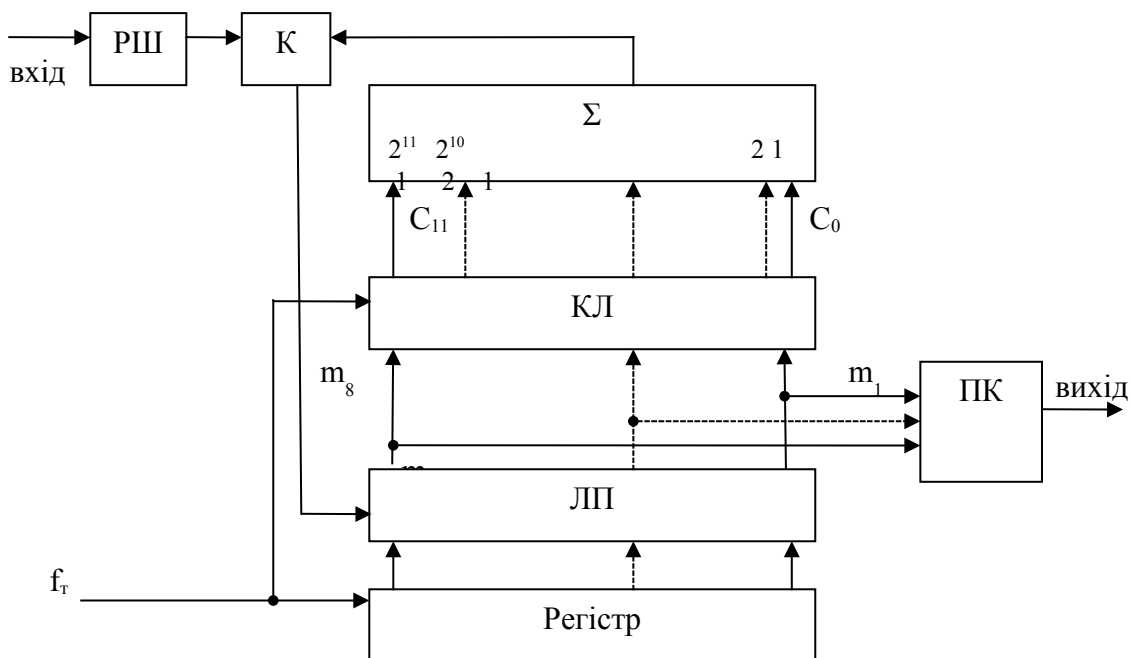 РШ К
вхід
Σ
2¹¹ 2¹⁰ 2 1
1 2 1
C₁₁ C₀
КЛ
m₈ m₁ ПК вихід
ЛП
fт
Регістр